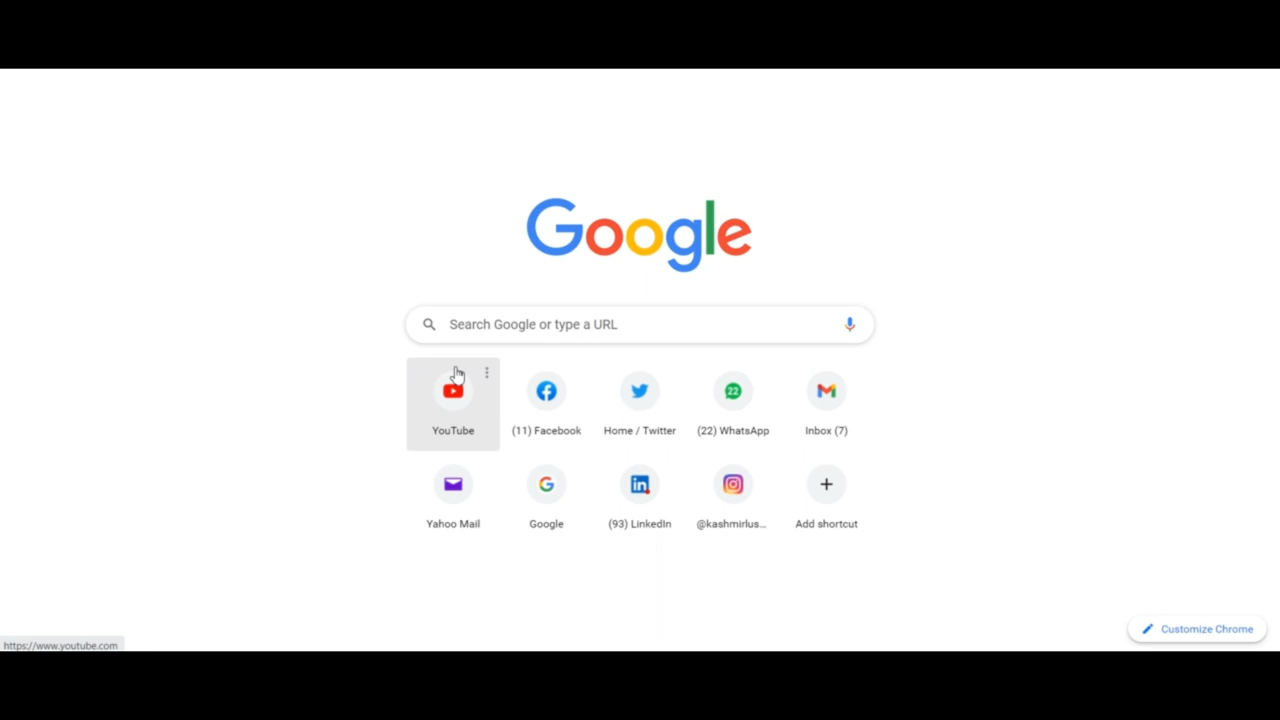 Google
Search Google or type a URL
22
YouTube
(11) Facebook
Home / Twitter
(22) WhatsApp
Inbox (7)
in
Yahoo Mail
Google
(93) LinkedIn
@kashmirlus...
Add shortcut
Customize Chrome
https://www.youtube.com